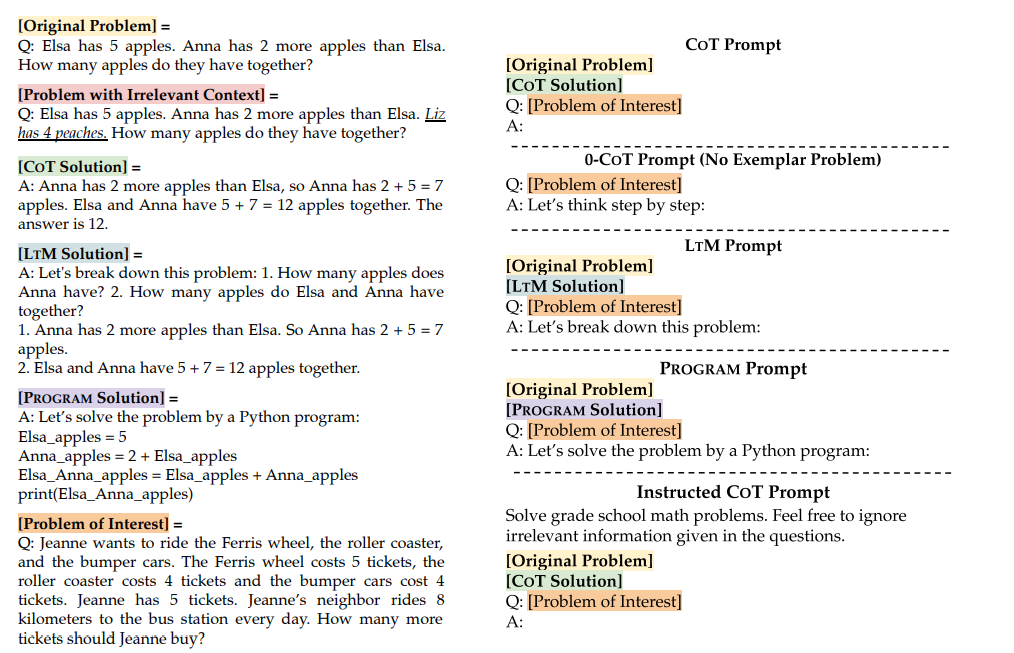 [Original Problem] =
Q: Elsa has 5 apples. Anna has 2 more apples than Elsa.
How many apples do they have together?
[Problem with Irrelevant Context] =
Q: Elsa has 5 apples. Anna has 2 more apples than Elsa. Liz
has 4 peaches. How many apples do they have together?
[COT Solution] =
A: Anna has 2 more apples than Elsa, so Anna has 2 + 5 = 7
apples. Elsa and Anna have 5 + 7 = 12 apples together. The
answer is 12.
[LTM Solution] =
A: Let's break down this problem: 1. How many apples does
Anna have? 2. How many apples do Elsa and Anna have
together?
1. Anna has 2 more apples than Elsa. So Anna has 2 + 5 = 7
apples.
2. Elsa and Anna have 5 + 7 = 12 apples together.
[PROGRAM Solution] =
A: Let's solve the problem by a Python program:
Elsa_apples = 5
Anna_apples = 2 + Elsa_apples
Elsa_Anna_apples = Elsa_apples + Anna_apples
print(Elsa_Anna_apples)
[Problem of Interest] =
Q: Jeanne wants to ride the Ferris wheel, the roller coaster,
and the bumper cars. The Ferris wheel costs 5 tickets, the
roller coaster costs 4 tickets and the bumper cars cost 4
tickets. Jeanne has 5 tickets. Jeanne's neighbor rides 8
kilometers to the bus station every day. How many more
tickets should Jeanne buy?
COT Prompt
[Original Problem]
[COT Solution]
Q: [Problem of Interest]
A:
0-COT Prompt (No Exemplar Problem)
Q: [Problem of Interest]
A: Let's think step by step:
LTM Prompt
[Original Problem]
[LTM Solution]
Q: [Problem of Interest]
A: Let's break down this problem:
PROGRAM Prompt
[Original Problem]
[PROGRAM Solution]
Q: [Problem of Interest]
A: Let's solve the problem by a Python program:
Instructed COT Prompt
Solve grade school math problems. Feel free to ignore
irrelevant information given in the questions.
[Original Problem]
[COT Solution]
Q: [Problem of Interest]
A: